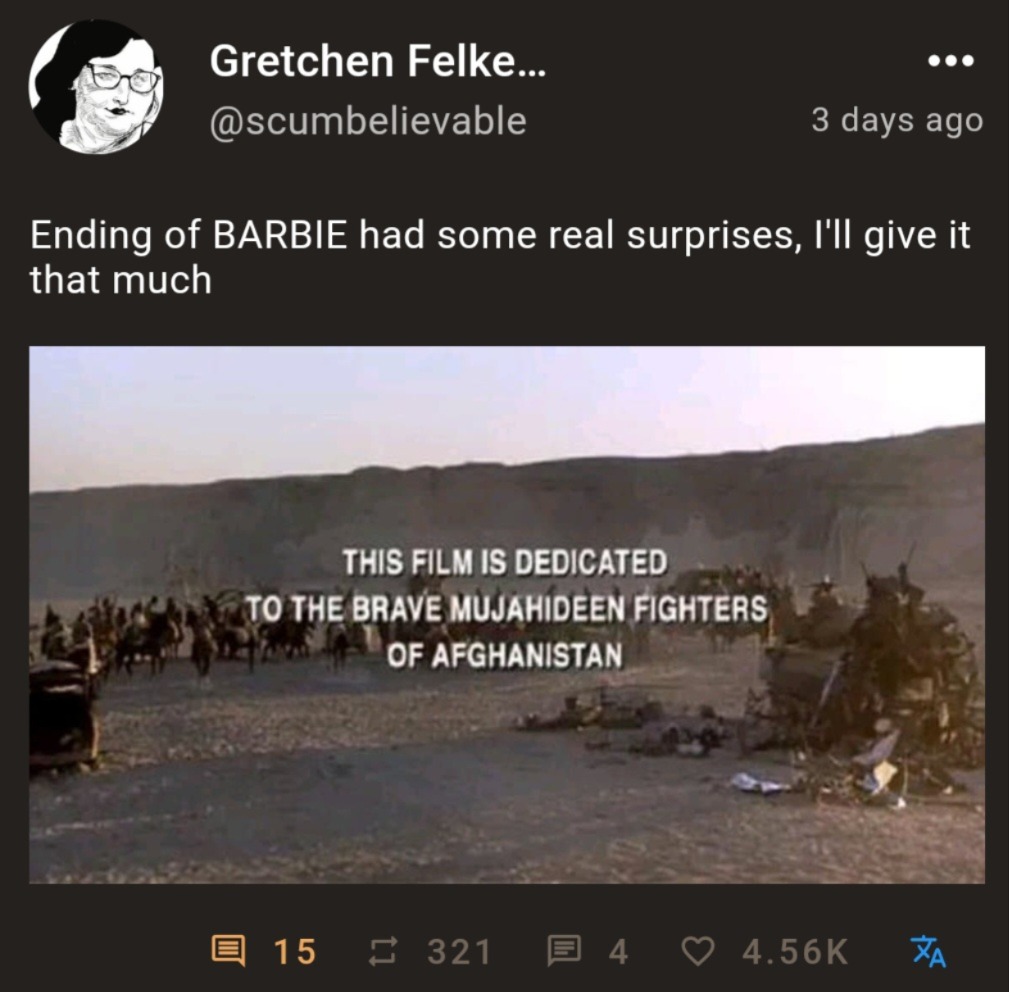 Gretchen Felke...
@scumbelievable
3 days ago
Ending of BARBIE had some real surprises, I'll give it
that much
THIS FILM IS DEDICATED
TO THE BRAVE MUJAHIDEEN FIGHTERS
OF AFGHANISTAN
15 321 4 4.56K